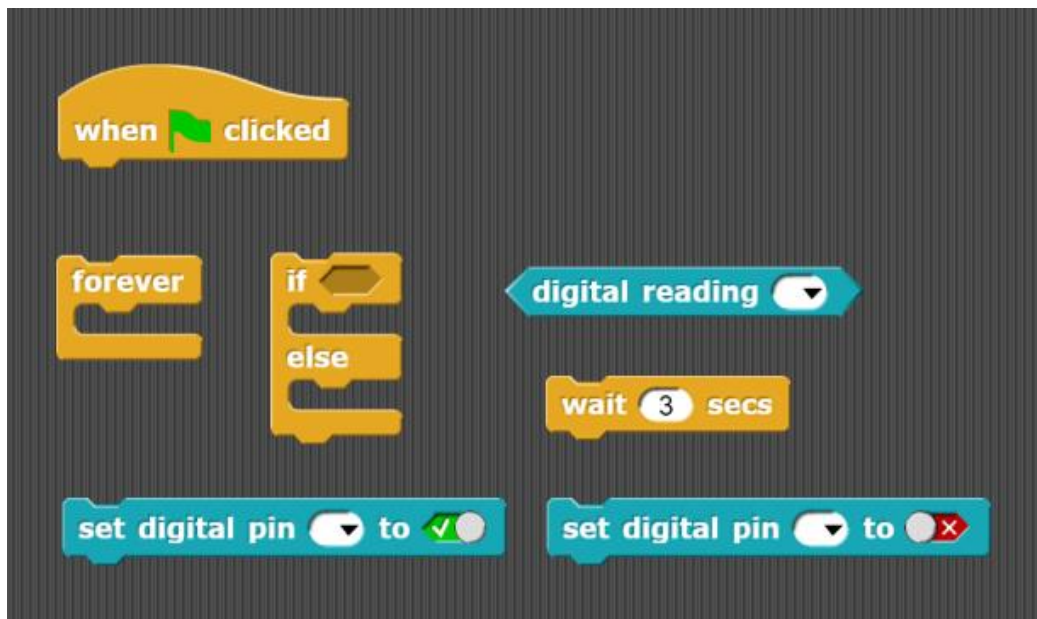 when clicked
forever
if
else
digital reading
wait 3 secs
set digital pin to
set digital pin to